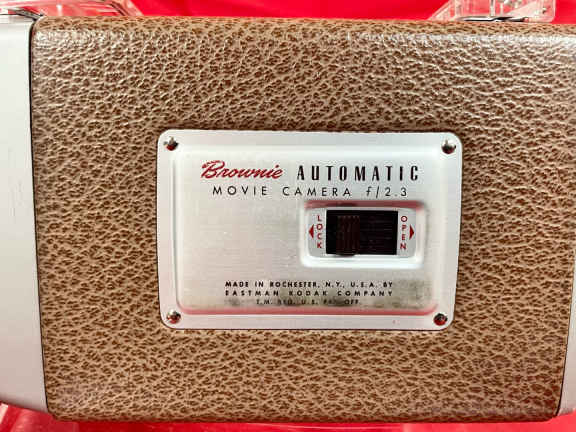 Brownie AUTOMATIC
MOVIE CAMERA f/2.3
LOCK OPEN
MADE IN ROCHESTER, N.Y., U.S.A. BY
EASTMAN KODAK COMPANY
T.M. REG. U.S. PAT. OFF.